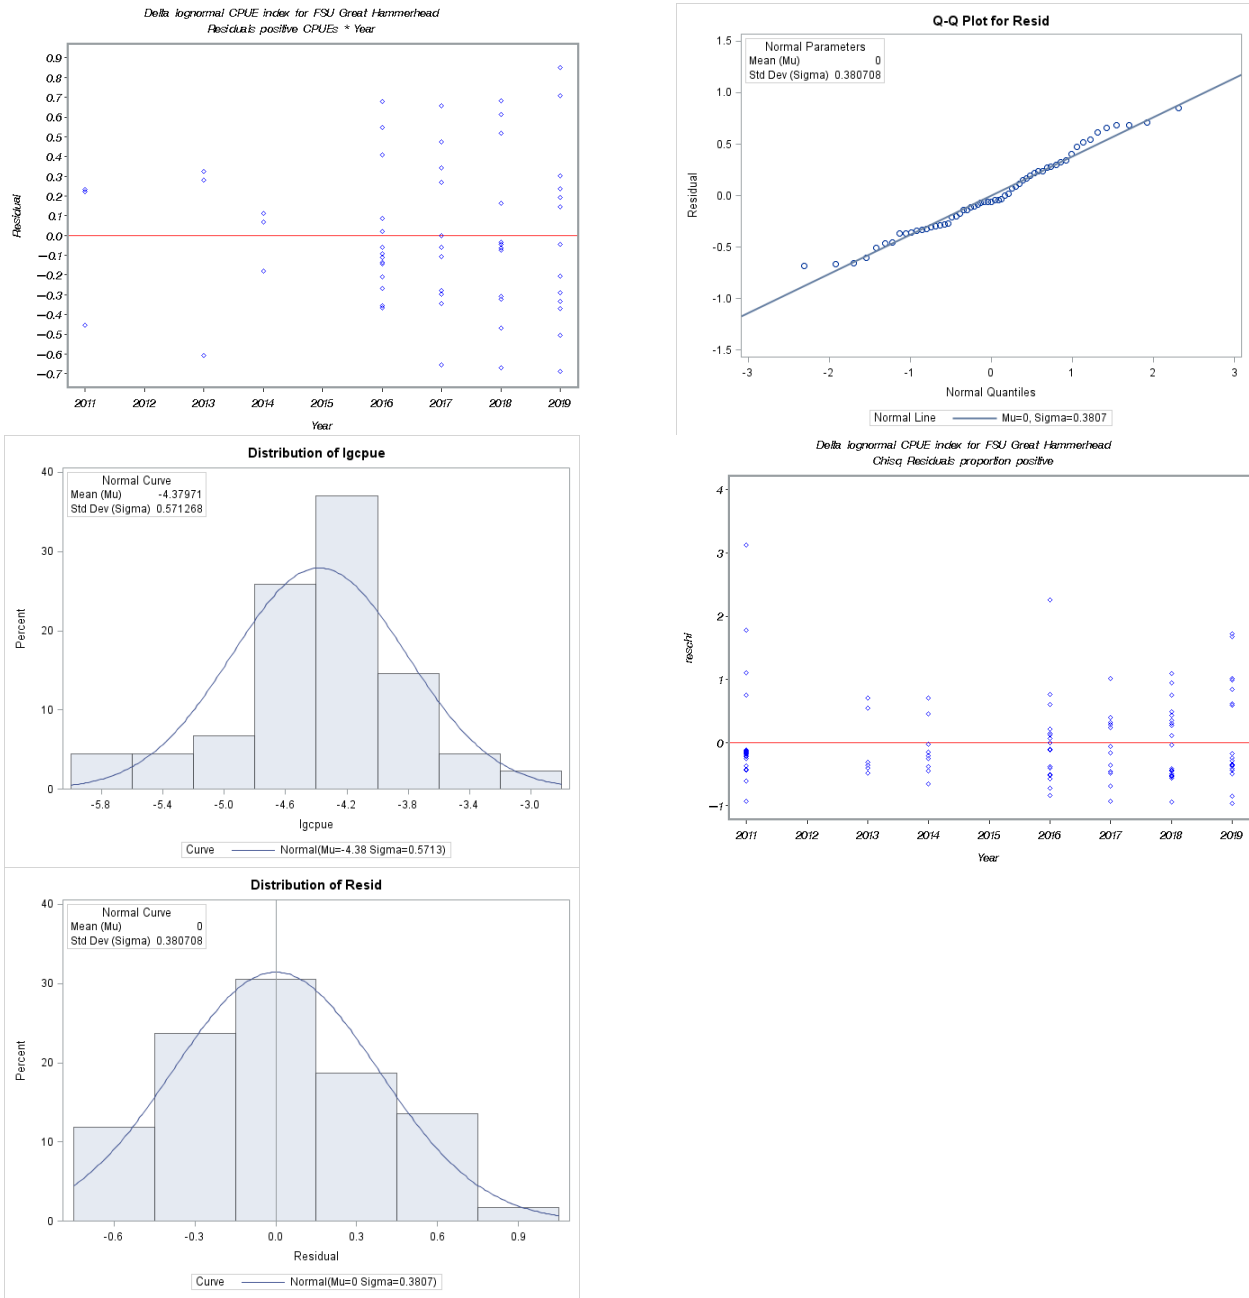 Delta lognormal CPUE index for FSU Great Hammerhead
Residuals positive CPUEs * Year
0.9
0.8
0.7
0.6
0.5
0.4
0.3
0.2
0.1
0.0
−0.1
−0.2
−0.3
−0.4
−0.5
−0.6
−0.7
Residual
2011 2012 2013 2014 2015 2016 2017 2018 2019
Year
Q-Q Plot for Resid
Normal Parameters
Mean (Mu) 0
Std Dev (Sigma) 0.380708
1.5
1.0
0.5
0.0
-0.5
-1.0
-1.5
Residual
-3 -2 -1 0 1 2 3
Normal Quantiles
Normal Line Mu=0, Sigma=0.3807
Distribution of lgcpue
Normal Curve
Mean (Mu) -4.37971
Std Dev (Sigma) 0.571268
40
30
20
10
0
Percent
-5.8 -5.4 -5.0 -4.6 -4.2 -3.8 -3.4 -3.0
lgcpue
Curve Normal(Mu=-4.38 Sigma=0.5713)
Delta lognormal CPUE index for FSU Great Hammerhead
Chisq Residuals proportion positive
4
3
2
1
0
−1
reschi
2011 2012 2013 2014 2015 2016 2017 2018 2019
Year
Distribution of Resid
Normal Curve
Mean (Mu) 0
Std Dev (Sigma) 0.380708
40
30
20
10
0
Percent
-0.6 -0.3 0.0 0.3 0.6 0.9
Residual
Curve Normal(Mu=0 Sigma=0.3807)